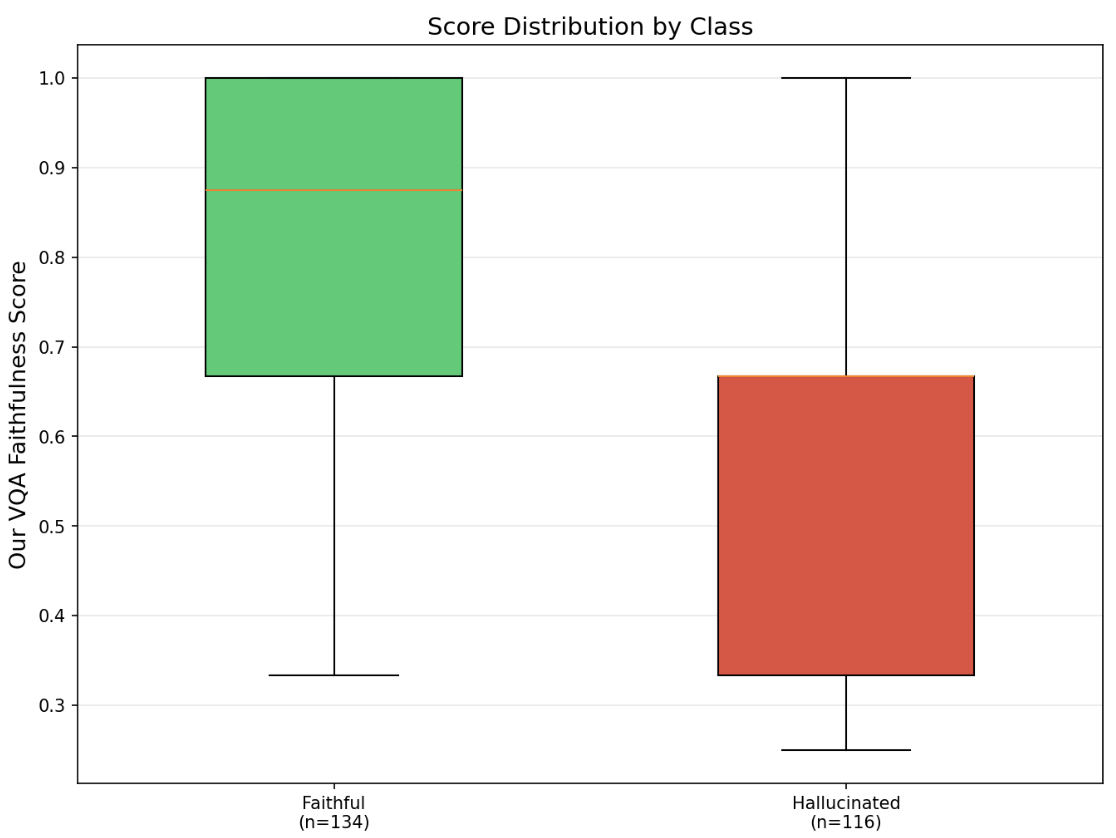 Score Distribution by Class
Our VQA Faithfulness Score
1.0
0.9
0.8
0.7
0.6
0.5
0.4
0.3
Faithful
(n=134)
Hallucinated
(n=116)